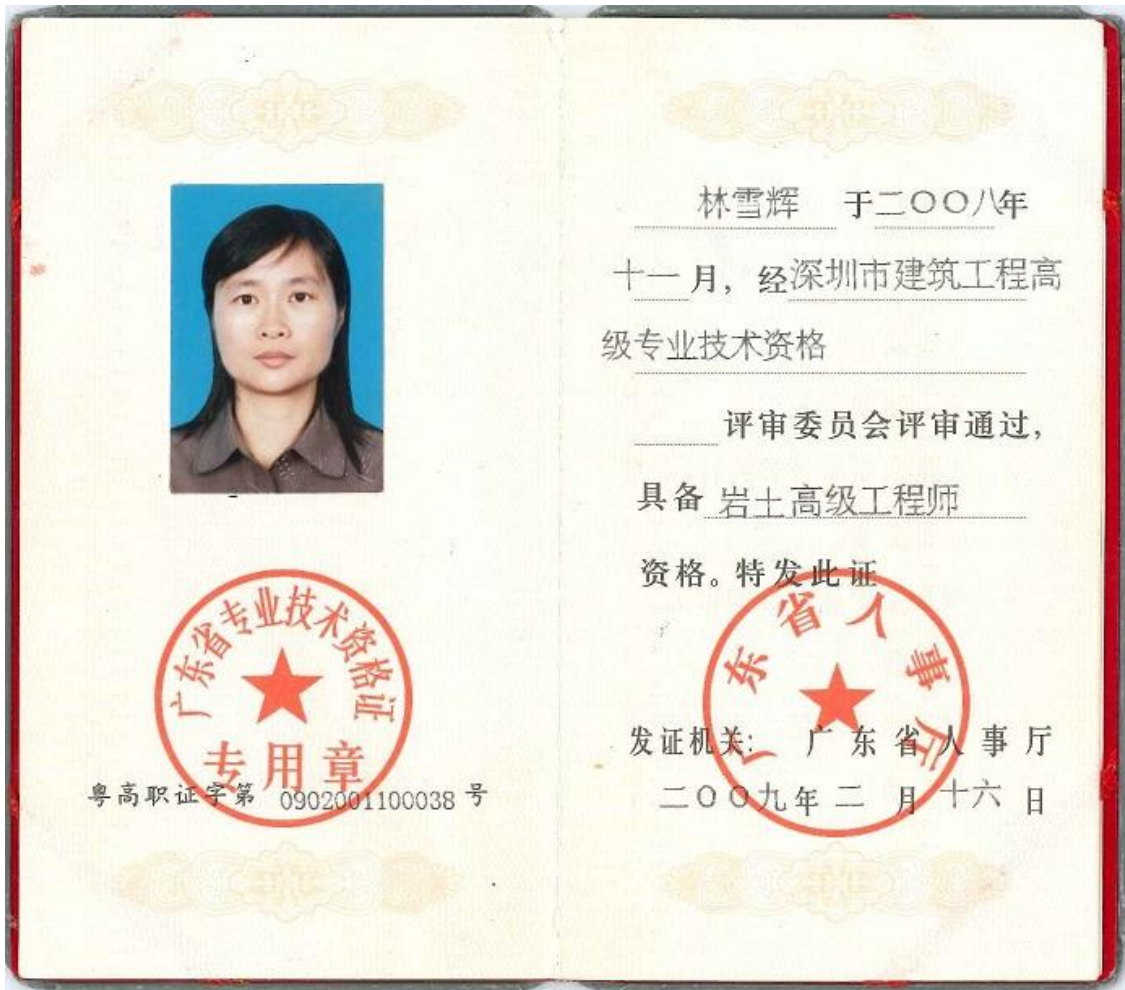 广东省专业技术资格证
专用章
粤高职证字第 0902001100038 号
林雪辉 于二〇〇八年
十一月，经深圳市建筑工程高
级专业技术资格
评审委员会评审通过，
具备 岩土高级工程师
资格。特发此证
广东省人事厅
发证机关：广东省人事厅
二〇〇九年二月十六日